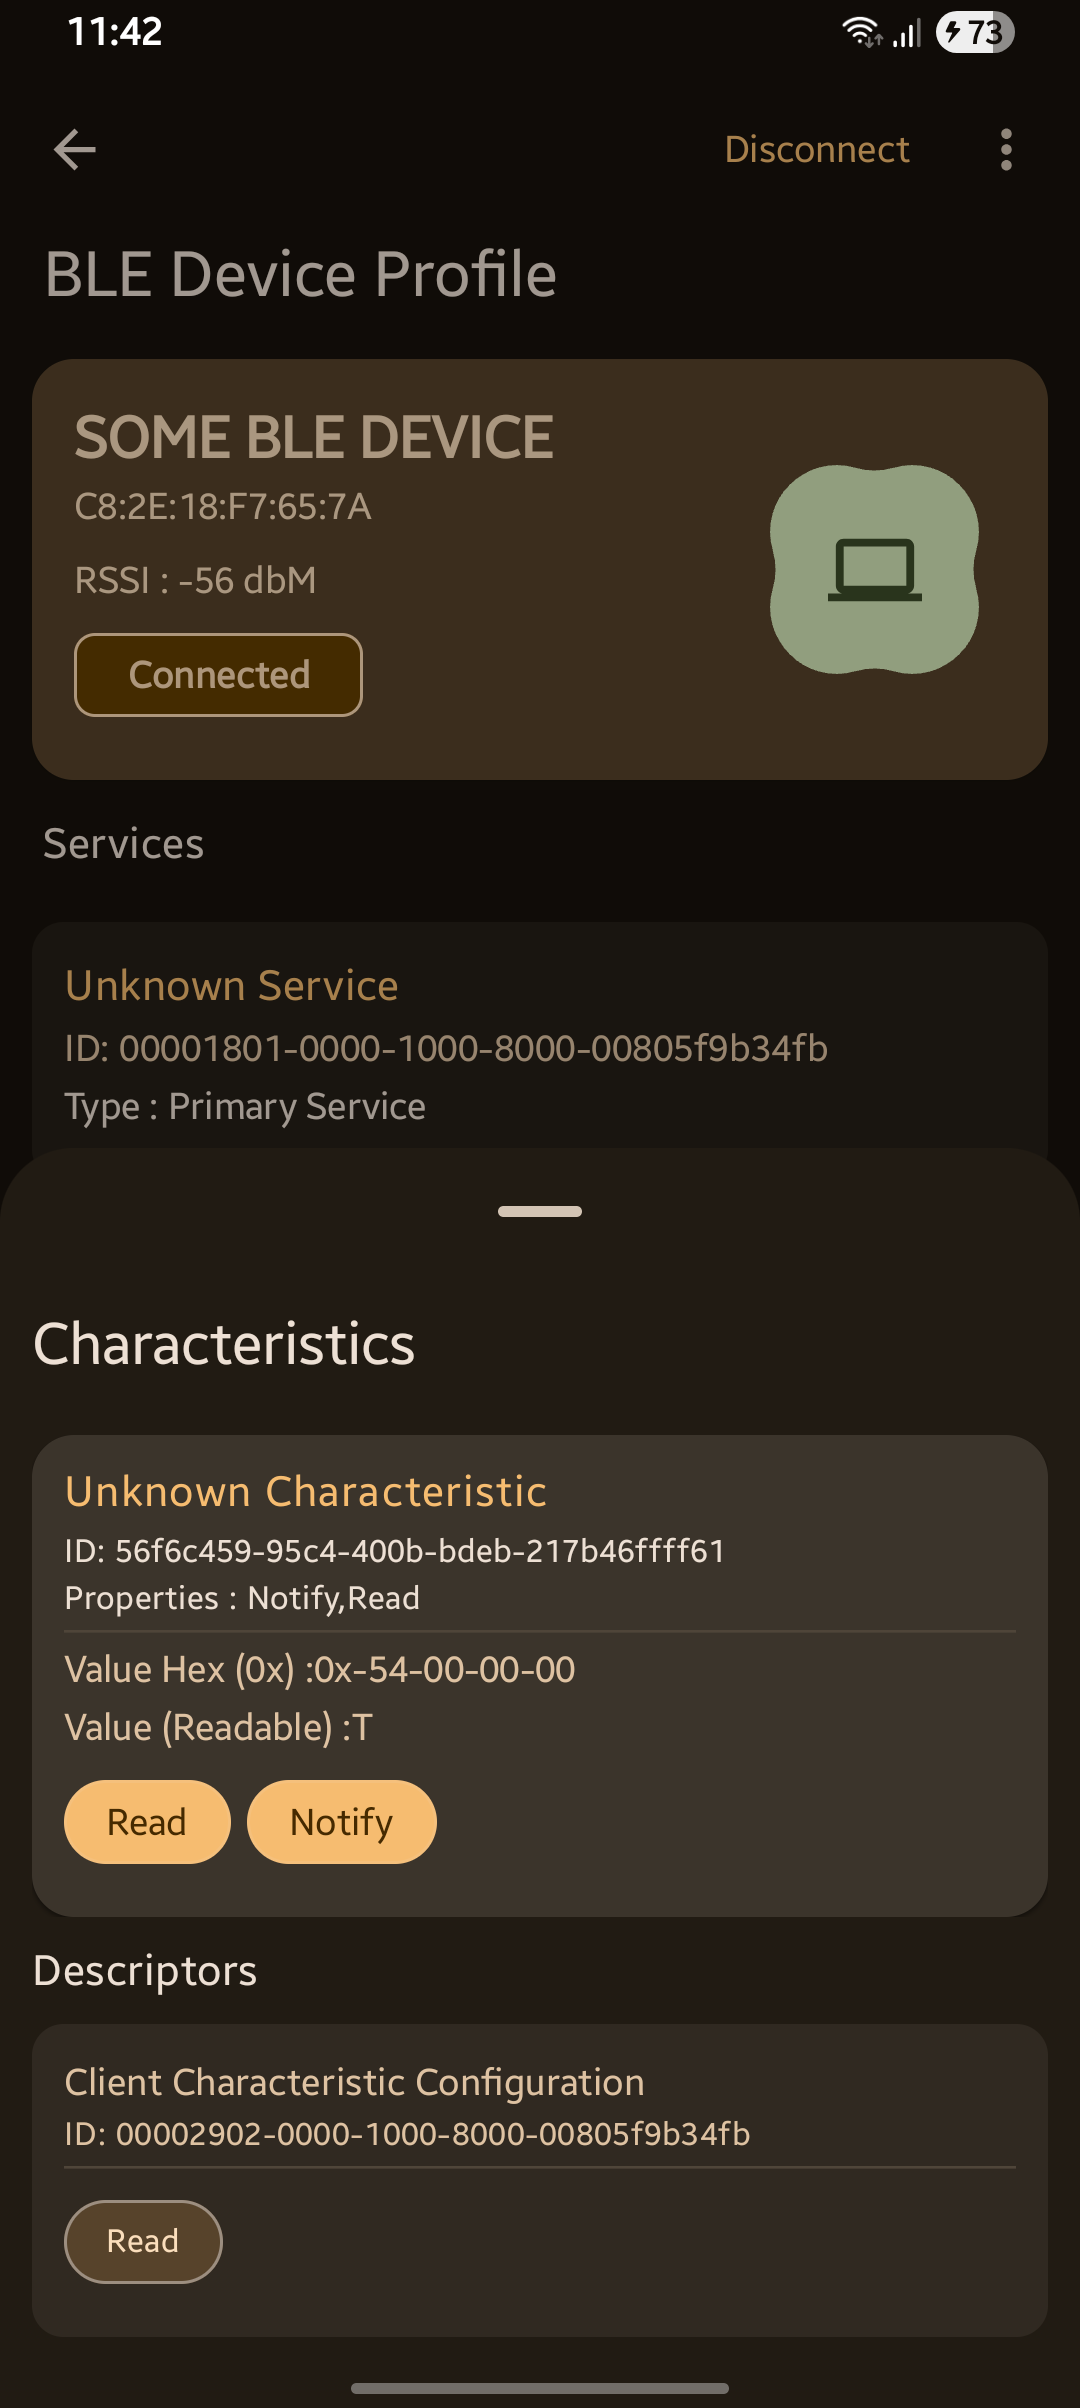 11:42
73
Disconnect
BLE Device Profile
SOME BLE DEVICE
C8:2E:18:F7:65:7A
RSSI : -56 dbM
Connected
Services
Unknown Service
ID: 00001801-0000-1000-8000-00805f9b34fb
Type : Primary Service
Characteristics
Unknown Characteristic
ID: 56f6c459-95c4-400b-bdeb-217b46ffff61
Properties : Notify,Read
Value Hex (0x) :0x-54-00-00-00
Value (Readable) :T
Read Notify
Descriptors
Client Characteristic Configuration
ID: 00002902-0000-1000-8000-00805f9b34fb
Read